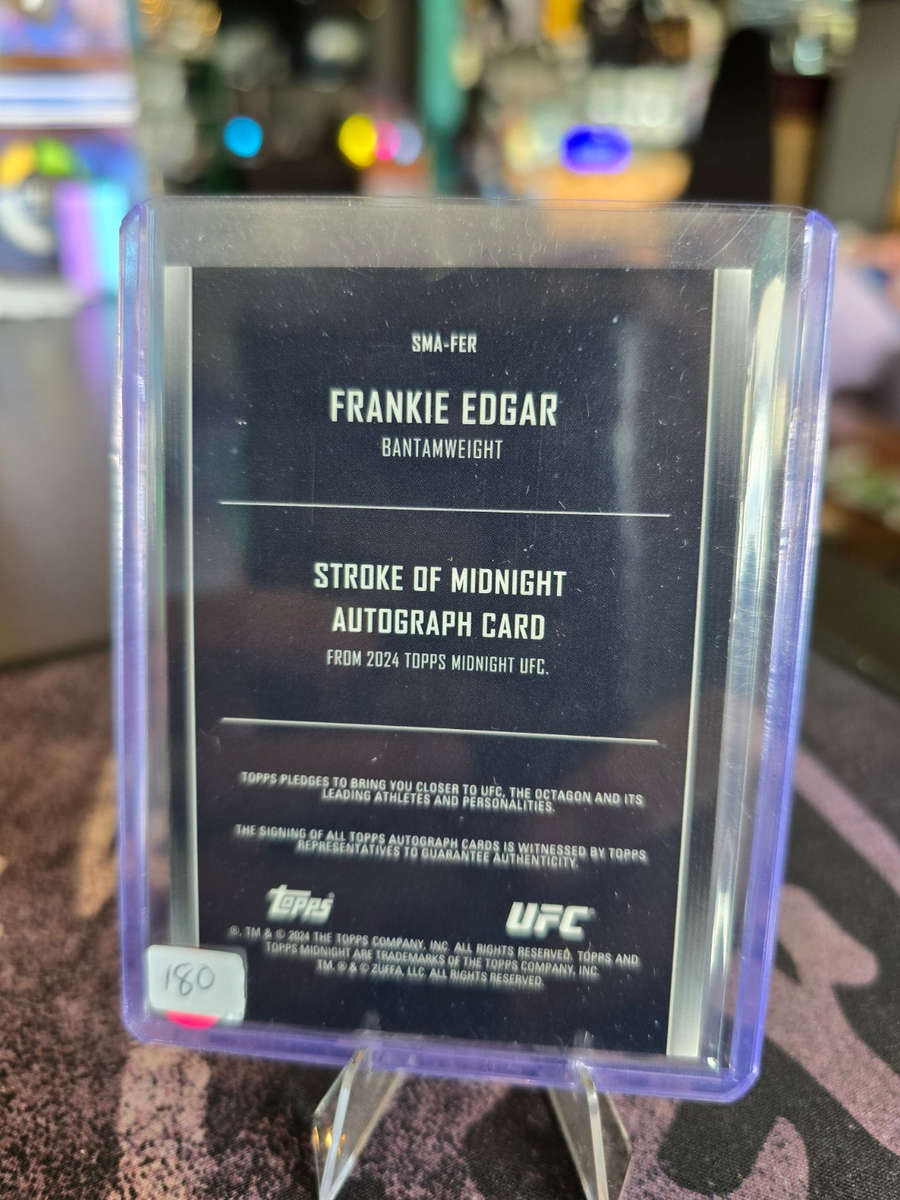 SMA-FER
FRANKIE EDGAR
BANTAMWEIGHT
STROKE OF MIDNIGHT
AUTOGRAPH CARD
FROM 2024 TOPPS MIDNIGHT UFC.
TOPPS PLEDGES TO BRING YOU CLOSER TO UFC, THE OCTAGON AND ITS
LEADING ATHLETES AND PERSONALITIES.
THE SIGNING OF ALL TOPPS AUTOGRAPH CARDS IS WITNESSED BY TOPPS
REPRESENTATIVES TO GUARANTEE AUTHENTICITY.
Topps UFC
®, TM & © 2024 THE TOPPS COMPANY, INC. ALL RIGHTS RESERVED. TOPPS AND
TOPPS MIDNIGHT ARE TRADEMARKS OF THE TOPPS COMPANY, INC.
TM, ® & © ZUFFA, LLC. ALL RIGHTS RESERVED.
180